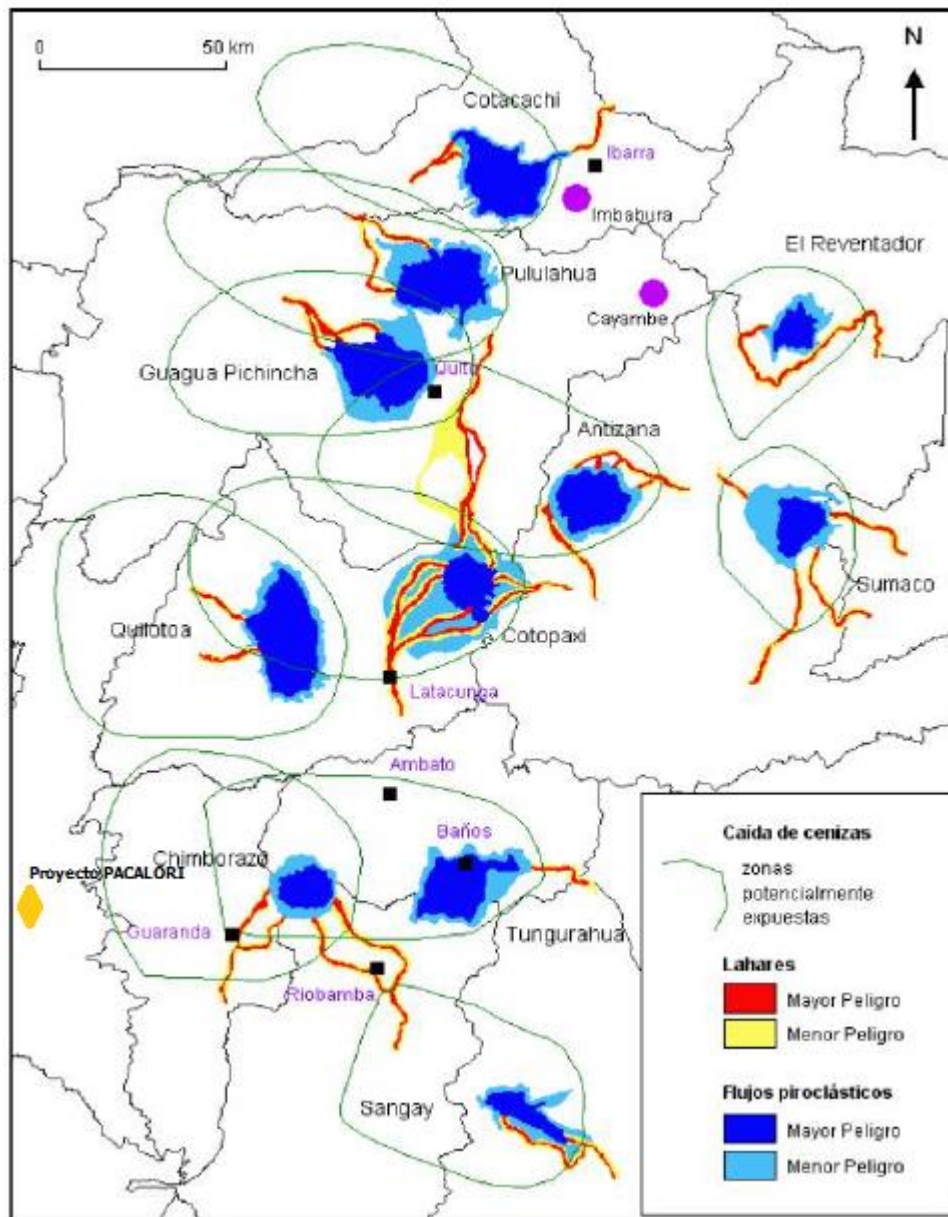 0
50 km
N
Cotacachi
Ibarra
Imbabura
El Reventador
Pululahua
Cayambe
Guagua Pichincha
Quito
Antizana
Sumaco
Quilotoa
Cotopaxi
Latacunga
Ambato
Baños
Chimborazo
Proyecto PACALORI
Guaranda
Tungurahua
Riobamba
Sangay
Caída de cenizas
zonas
potencialmente
expuestas
Lahares
Mayor Peligro
Menor Peligro
Flujos piroclásticos
Mayor Peligro
Menor Peligro